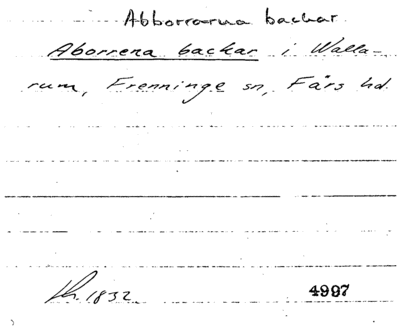 Abborrarna backar
Aborrena backar i Walla-
rum, Frenninge sn, Färs hd.
1832 4997